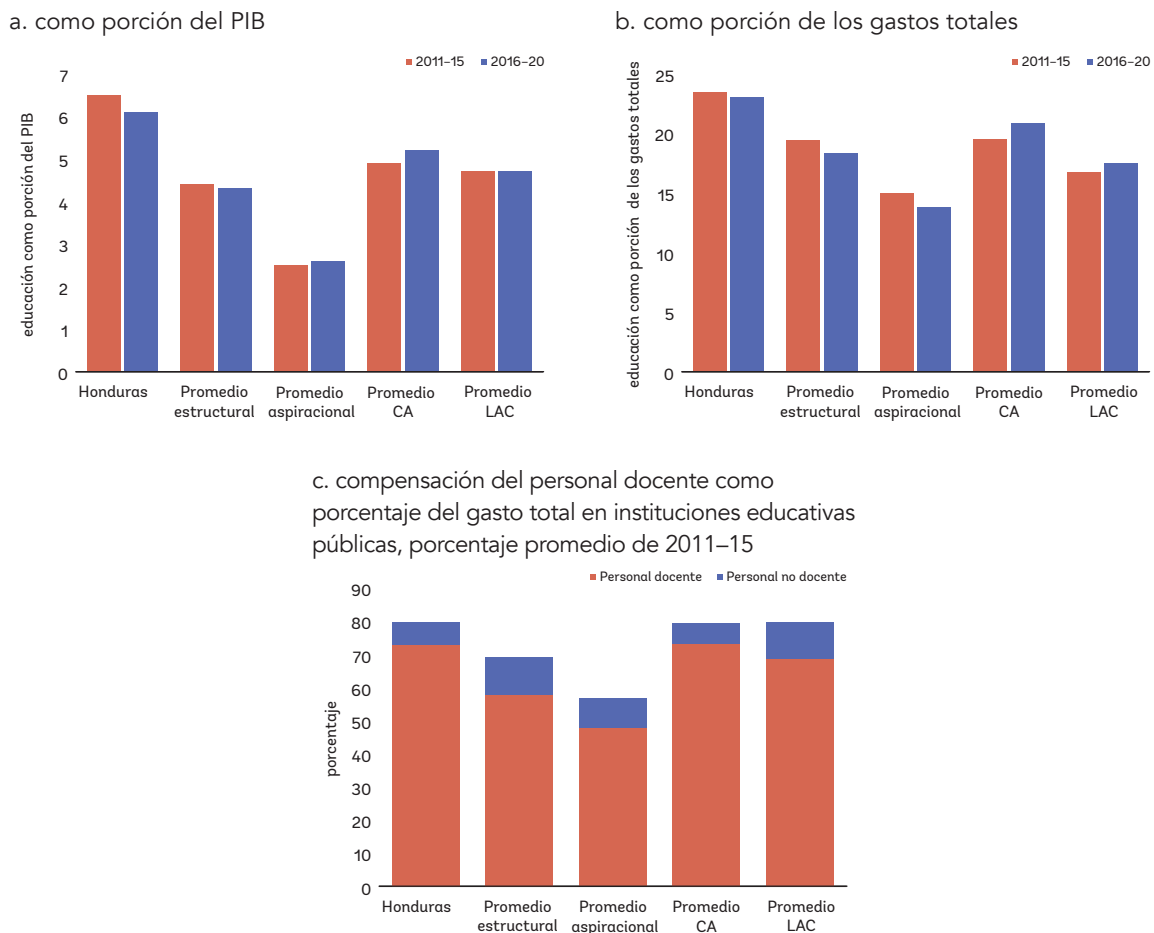 a. como porción del PIB
2011–15 2016–20
educación como porción del PIB
7
6
5
4
3
2
1
0
Honduras Promedio estructural Promedio aspiracional Promedio CA Promedio LAC
b. como porción de los gastos totales
2011–15 2016–20
educación como porción de los gastos totales
25
20
15
10
5
0
Honduras Promedio estructural Promedio aspiracional Promedio CA Promedio LAC
c. compensación del personal docente como
porcentaje del gasto total en instituciones educativas
públicas, porcentaje promedio de 2011–15
Personal docente Personal no docente
porcentaje
90
80
70
60
50
40
30
20
10
0
Honduras Promedio estructural Promedio aspiracional Promedio CA Promedio LAC